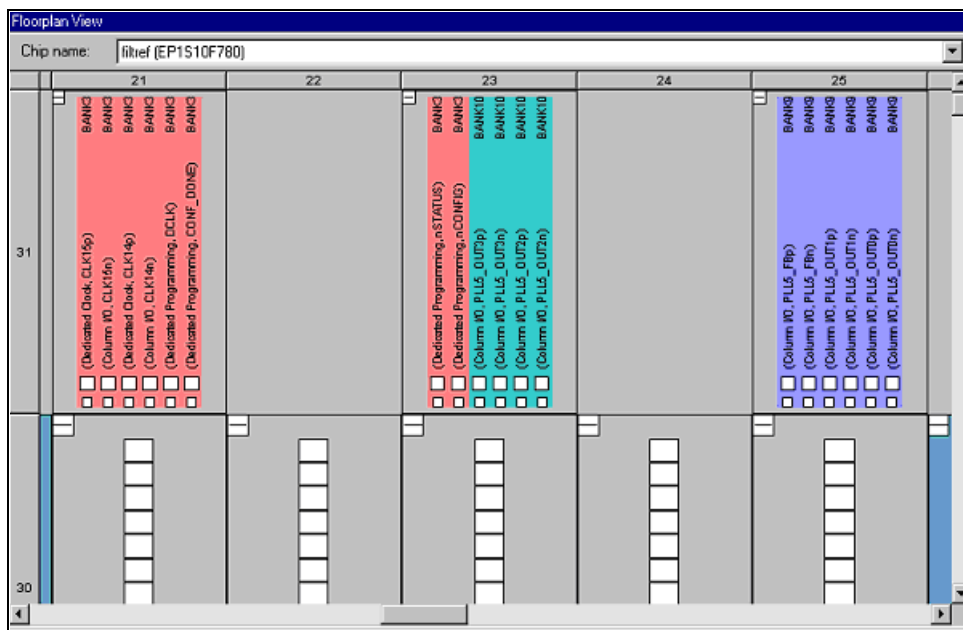 Floorplan View
Chip name: filtref (EP1S10F780)
21 22 23 24 25
31
BANK3
BANK3
BANK3
BANK3
BANK3
BANK3
(Dedicated Clock, CLK15p)
(Column I/O, CLK15n)
(Dedicated Clock, CLK14p)
(Column I/O, CLK14n)
(Dedicated Programming, DCLK)
(Dedicated Programming, CONF_DONE)
BANK3
BANK3
BANK10
BANK10
BANK10
BANK10
(Dedicated Programming, nSTATUS)
(Dedicated Programming, nCONFIG)
(Column I/O, PLL5_OUT3p)
(Column I/O, PLL5_OUT3n)
(Column I/O, PLL5_OUT2p)
(Column I/O, PLL5_OUT2n)
BANK9
BANK9
BANK9
BANK9
BANK9
BANK9
(Column I/O, PLL5_FBp)
(Column I/O, PLL5_FBn)
(Column I/O, PLL5_OUT1p)
(Column I/O, PLL5_OUT1n)
(Column I/O, PLL5_OUT0p)
(Column I/O, PLL5_OUT0n)
30